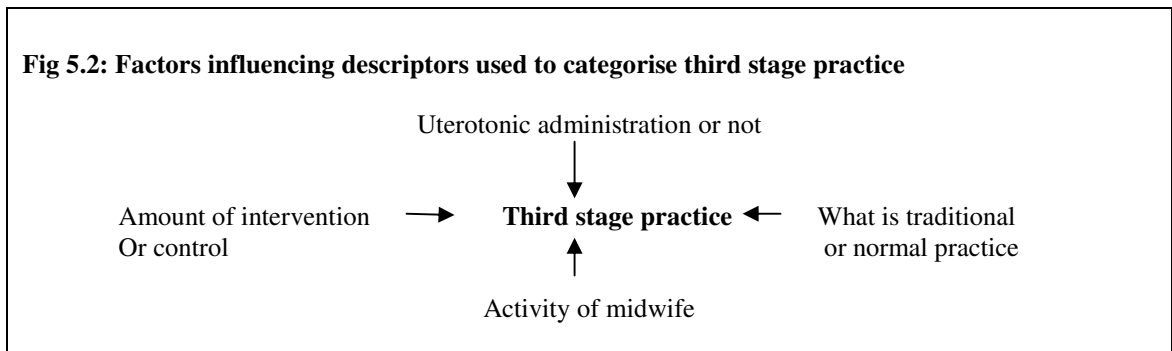 Fig 5.2: Factors influencing descriptors used to categorise third stage practice
Uterotonic administration or not
Amount of intervention
Or control
Third stage practice
What is traditional
or normal practice
Activity of midwife